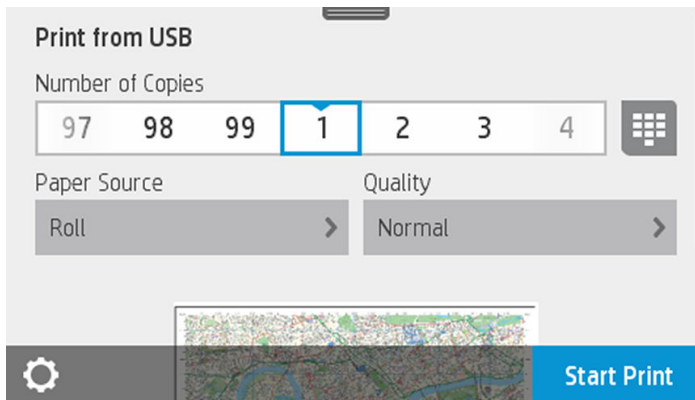 Print from USB
Number of Copies
97 98 99 1 2 3 4
Paper Source Quality
Roll Normal
Start Print